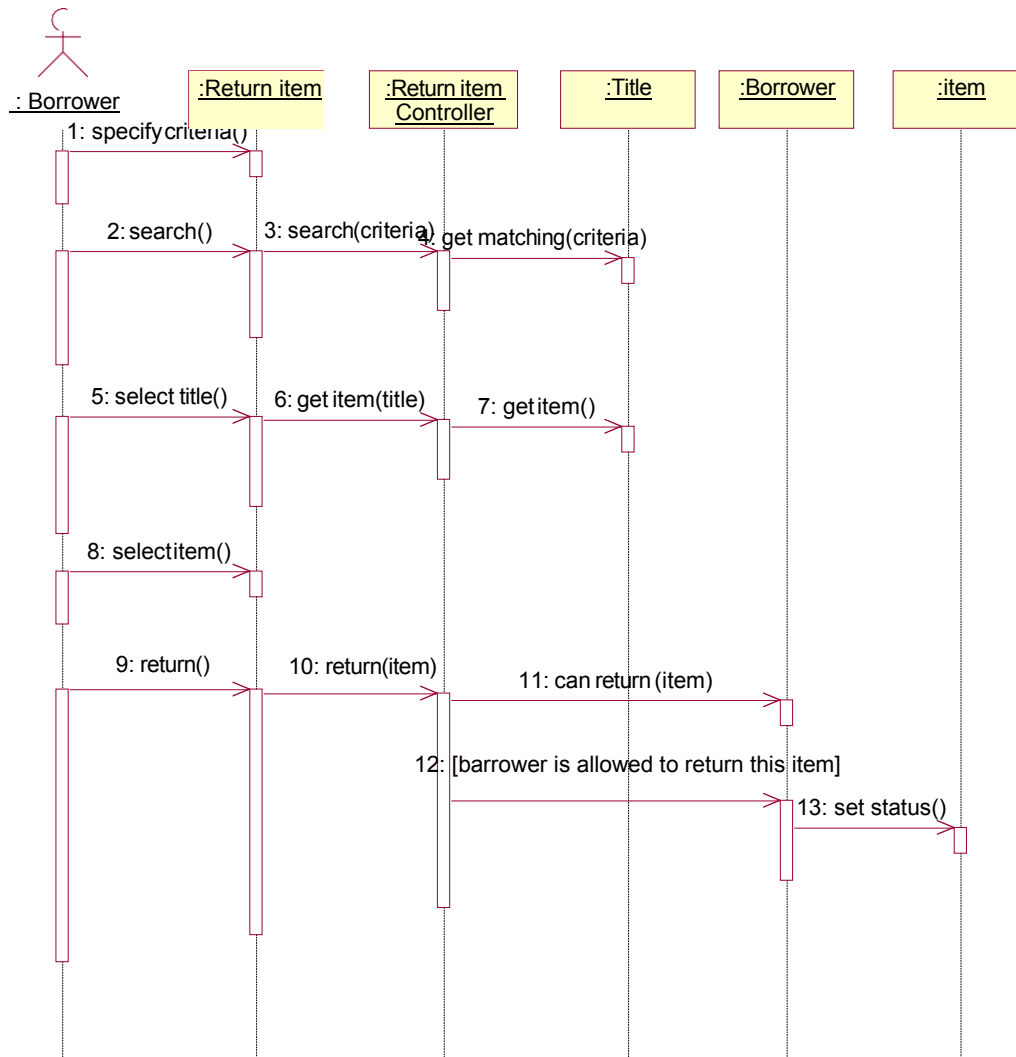 : Borrower
:Return item
:Return item
Controller
:Title
:Borrower
:item
1: specify criteria()
2: search()
3: search(criteria)
4: get matching(criteria)
5: select title()
6: get item(title)
7: get item()
8: select item()
9: return()
10: return(item)
11: can return (item)
12: [barrower is allowed to return this item]
13: set status()